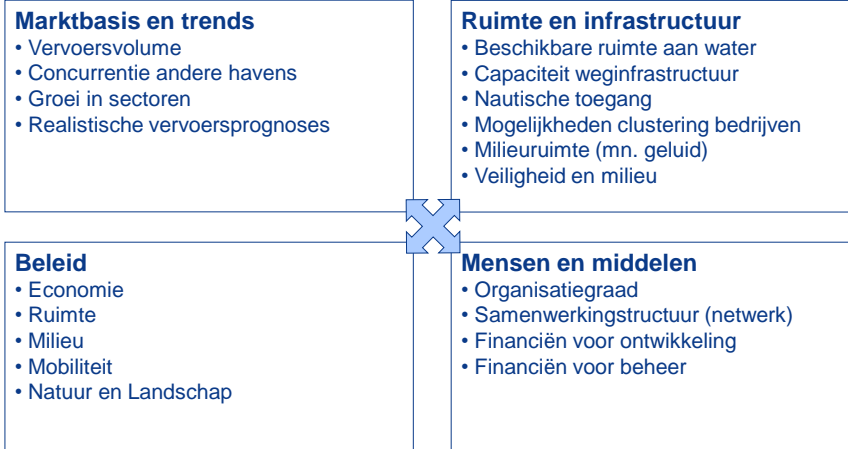 Marktbasis en trends
• Vervoersvolume
• Concurrentie andere havens
• Groei in sectoren
• Realistische vervoersprognoses
Ruimte en infrastructuur
• Beschikbare ruimte aan water
• Capaciteit weginfrastructuur
• Nautische toegang
• Mogelijkheden clustering bedrijven
• Milieuruimte (mn. geluid)
• Veiligheid en milieu
Beleid
• Economie
• Ruimte
• Milieu
• Mobiliteit
• Natuur en Landschap
Mensen en middelen
• Organisatiegraad
• Samenwerkingstructuur (netwerk)
• Financiën voor ontwikkeling
• Financiën voor beheer